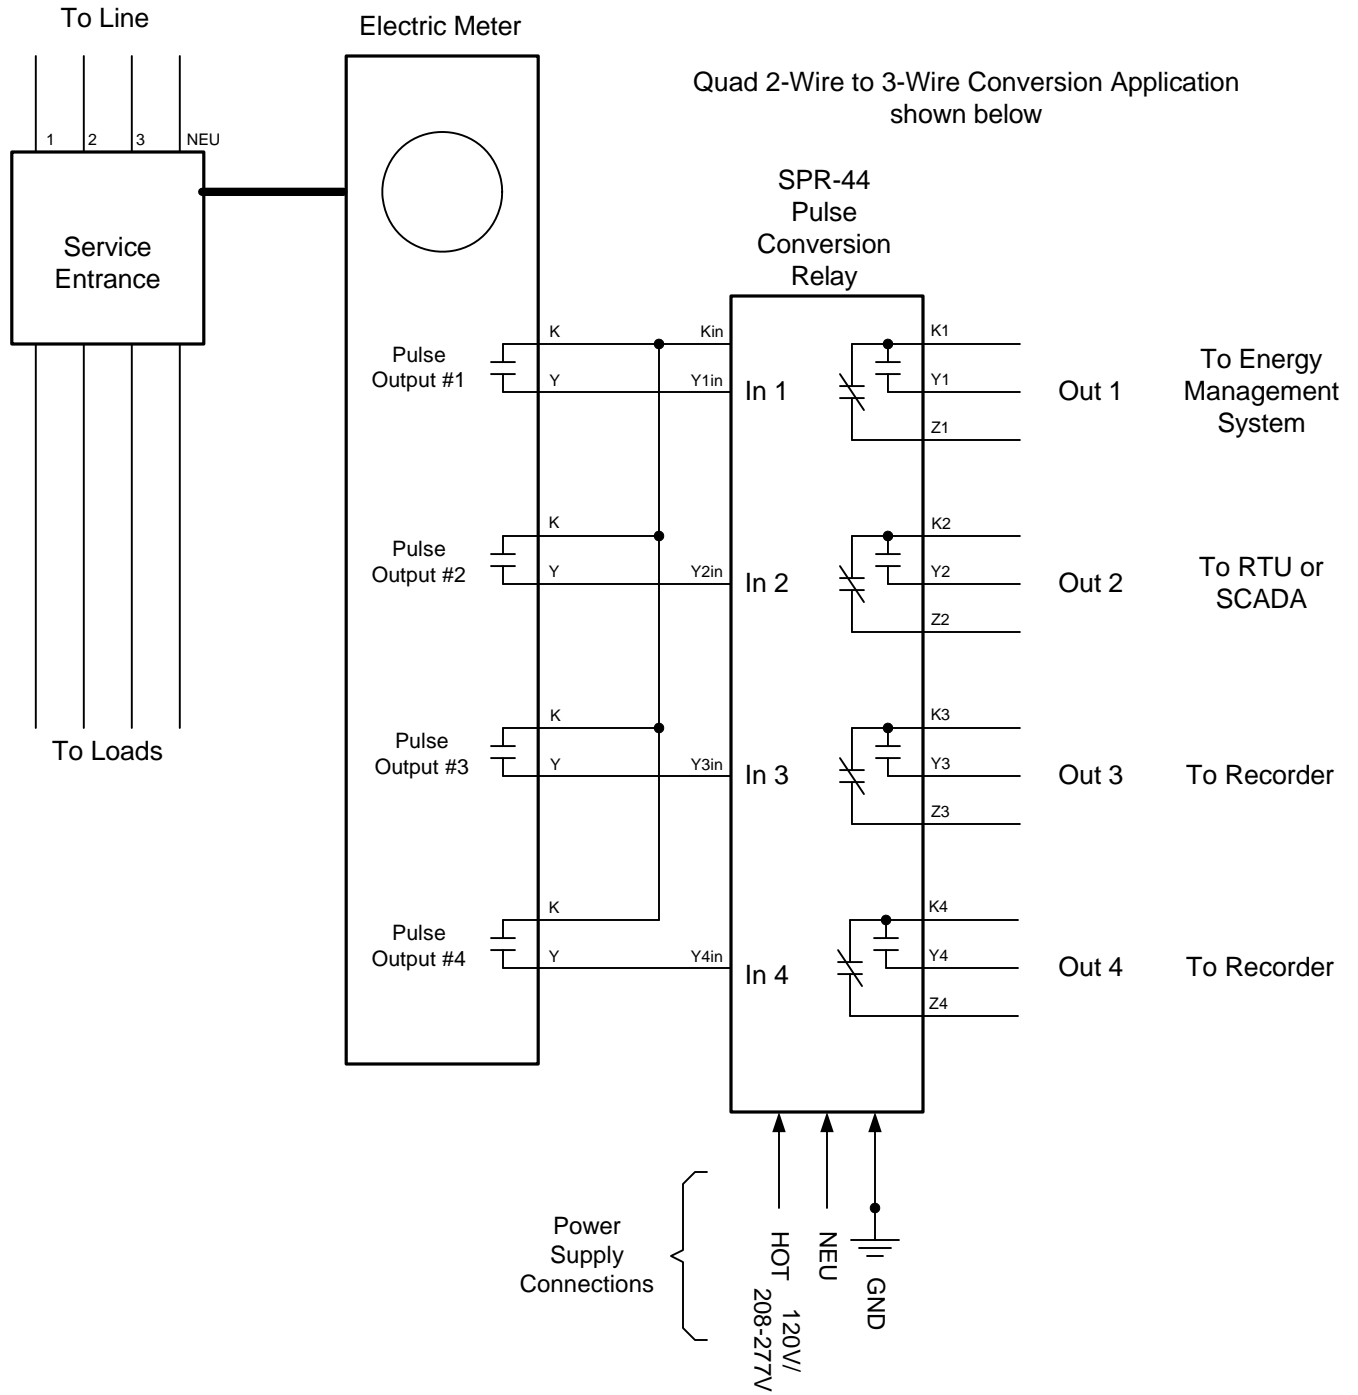 To Line
Electric Meter
Quad 2-Wire to 3-Wire Conversion Application
shown below
1
2
3
NEU
Service
Entrance
To Loads
SPR-44
Pulse
Conversion
Relay
Pulse
Output #1
K
Y
Kin
Y1in
In 1
K1
Y1
Z1
Out 1
To Energy
Management
System
Pulse
Output #2
K
Y
Y2in
In 2
K2
Y2
Z2
Out 2
To RTU or
SCADA
Pulse
Output #3
K
Y
Y3in
In 3
K3
Y3
Z3
Out 3
To Recorder
Pulse
Output #4
K
Y
Y4in
In 4
K4
Y4
Z4
Out 4
To Recorder
Power
Supply
Connections
HOT
120V/
208-277V
NEU
GND